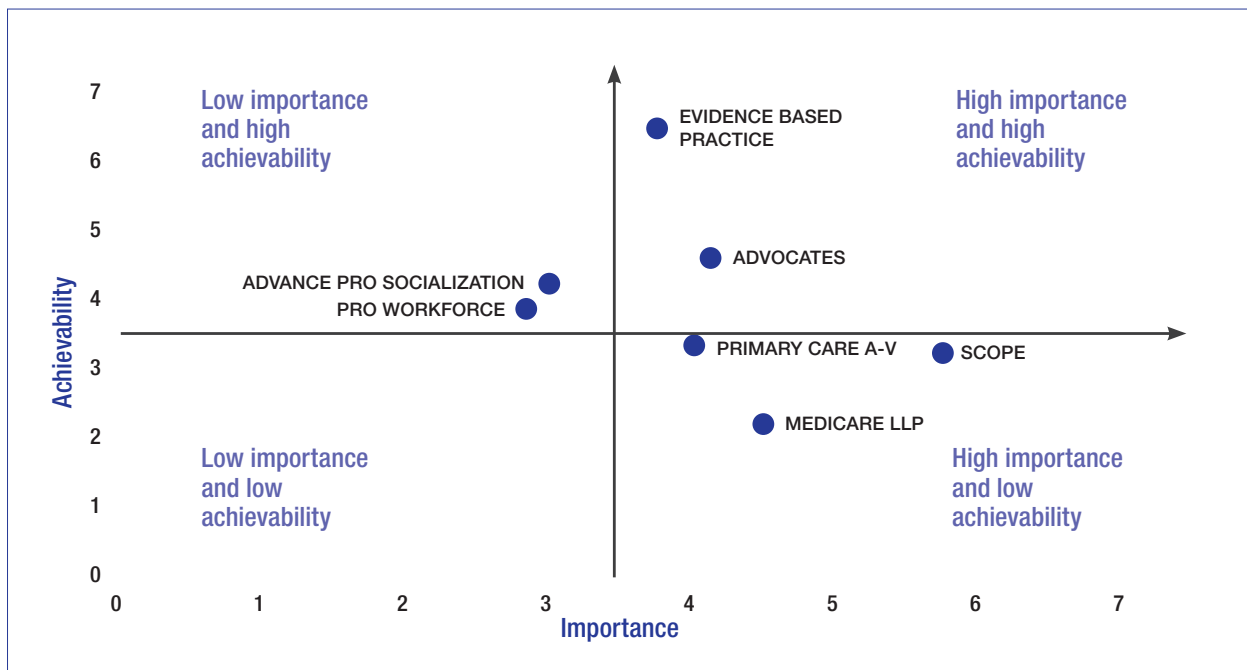 7
Low importance
and high
achievability
EVIDENCE BASED
PRACTICE
High importance
and high
achievability
6
5
ADVOCATES
ADVANCE PRO SOCIALIZATION
4
PRO WORKFORCE
Achievability
3
PRIMARY CARE A-V
SCOPE
2
MEDICARE LLP
Low importance
and low
achievability
High importance
and low
achievability
1
0
0 1 2 3 4 5 6 7
Importance